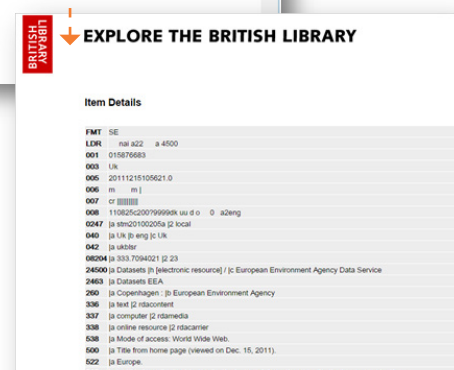 BRITISH
LIBRARY
EXPLORE THE BRITISH LIBRARY
Item Details
FMT SE
LDR nai a22 a 4500
001 015876683
003 Uk
005 20111215105621.0
006 m m |
007 cr ||||||||||
008 110825c200?9999dk uu d o 0 a2eng
0247 |a stm20100205a |2 local
040 |a Uk |b eng |c Uk
042 |a ukblsr
08204 |a 333.7094021 |2 23
24500 |a Datasets |h [electronic resource] / |c European Environment Agency Data Service
2463 |a Datasets EEA
260 |a Copenhagen : |b European Environment Agency
336 |a text |2 rdacontent
337 |a computer |2 rdamedia
338 |a online resource |2 rdacarrier
538 |a Mode of access: World Wide Web.
500 |a Title from home page (viewed on Dec. 15, 2011).
522 |a Europe.